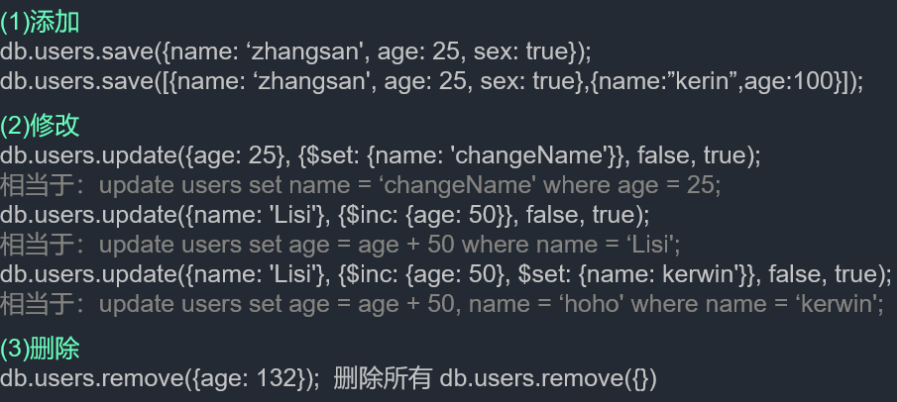 (1)添加
db.users.save({name: ‘zhangsan', age: 25, sex: true});
db.users.save([{name: ‘zhangsan', age: 25, sex: true},{name:”kerin”,age:100}]);
(2)修改
db.users.update({age: 25}, {$set: {name: 'changeName'}}, false, true);
相当于：update users set name = ‘changeName' where age = 25;
db.users.update({name: 'Lisi'}, {$inc: {age: 50}}, false, true);
相当于：update users set age = age + 50 where name = ‘Lisi';
db.users.update({name: 'Lisi'}, {$inc: {age: 50}, $set: {name: kerwin'}}, false, true);
相当于：update users set age = age + 50, name = ‘hoho' where name = ‘kerwin';
(3)删除
db.users.remove({age: 132}); 删除所有 db.users.remove({})